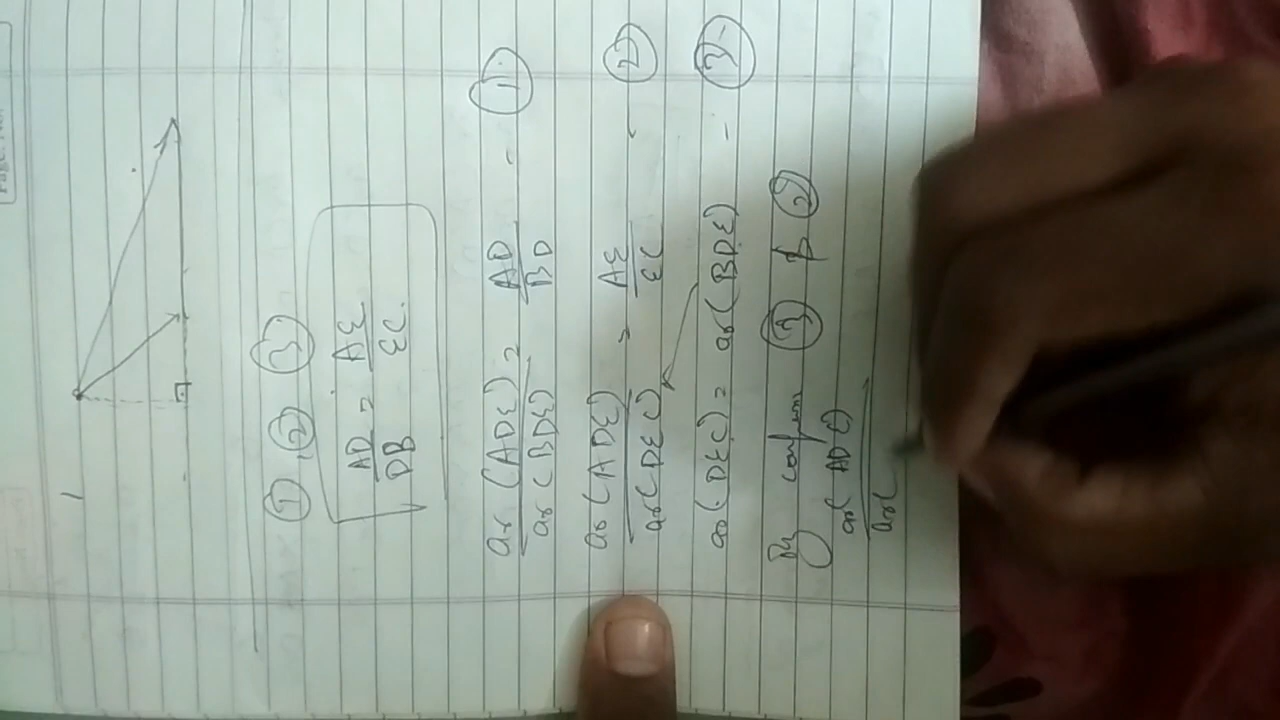 ① , ② ③
AD/DB = AE/EC.
ar (ADE)/ar (BDE) = AD/BD - ①
ar (ADE)/ar (DEC) = AE/EC - ②
ar (DEC) = ar (BDE) - ③
By ③ & ②
ar( ADE)
ar(